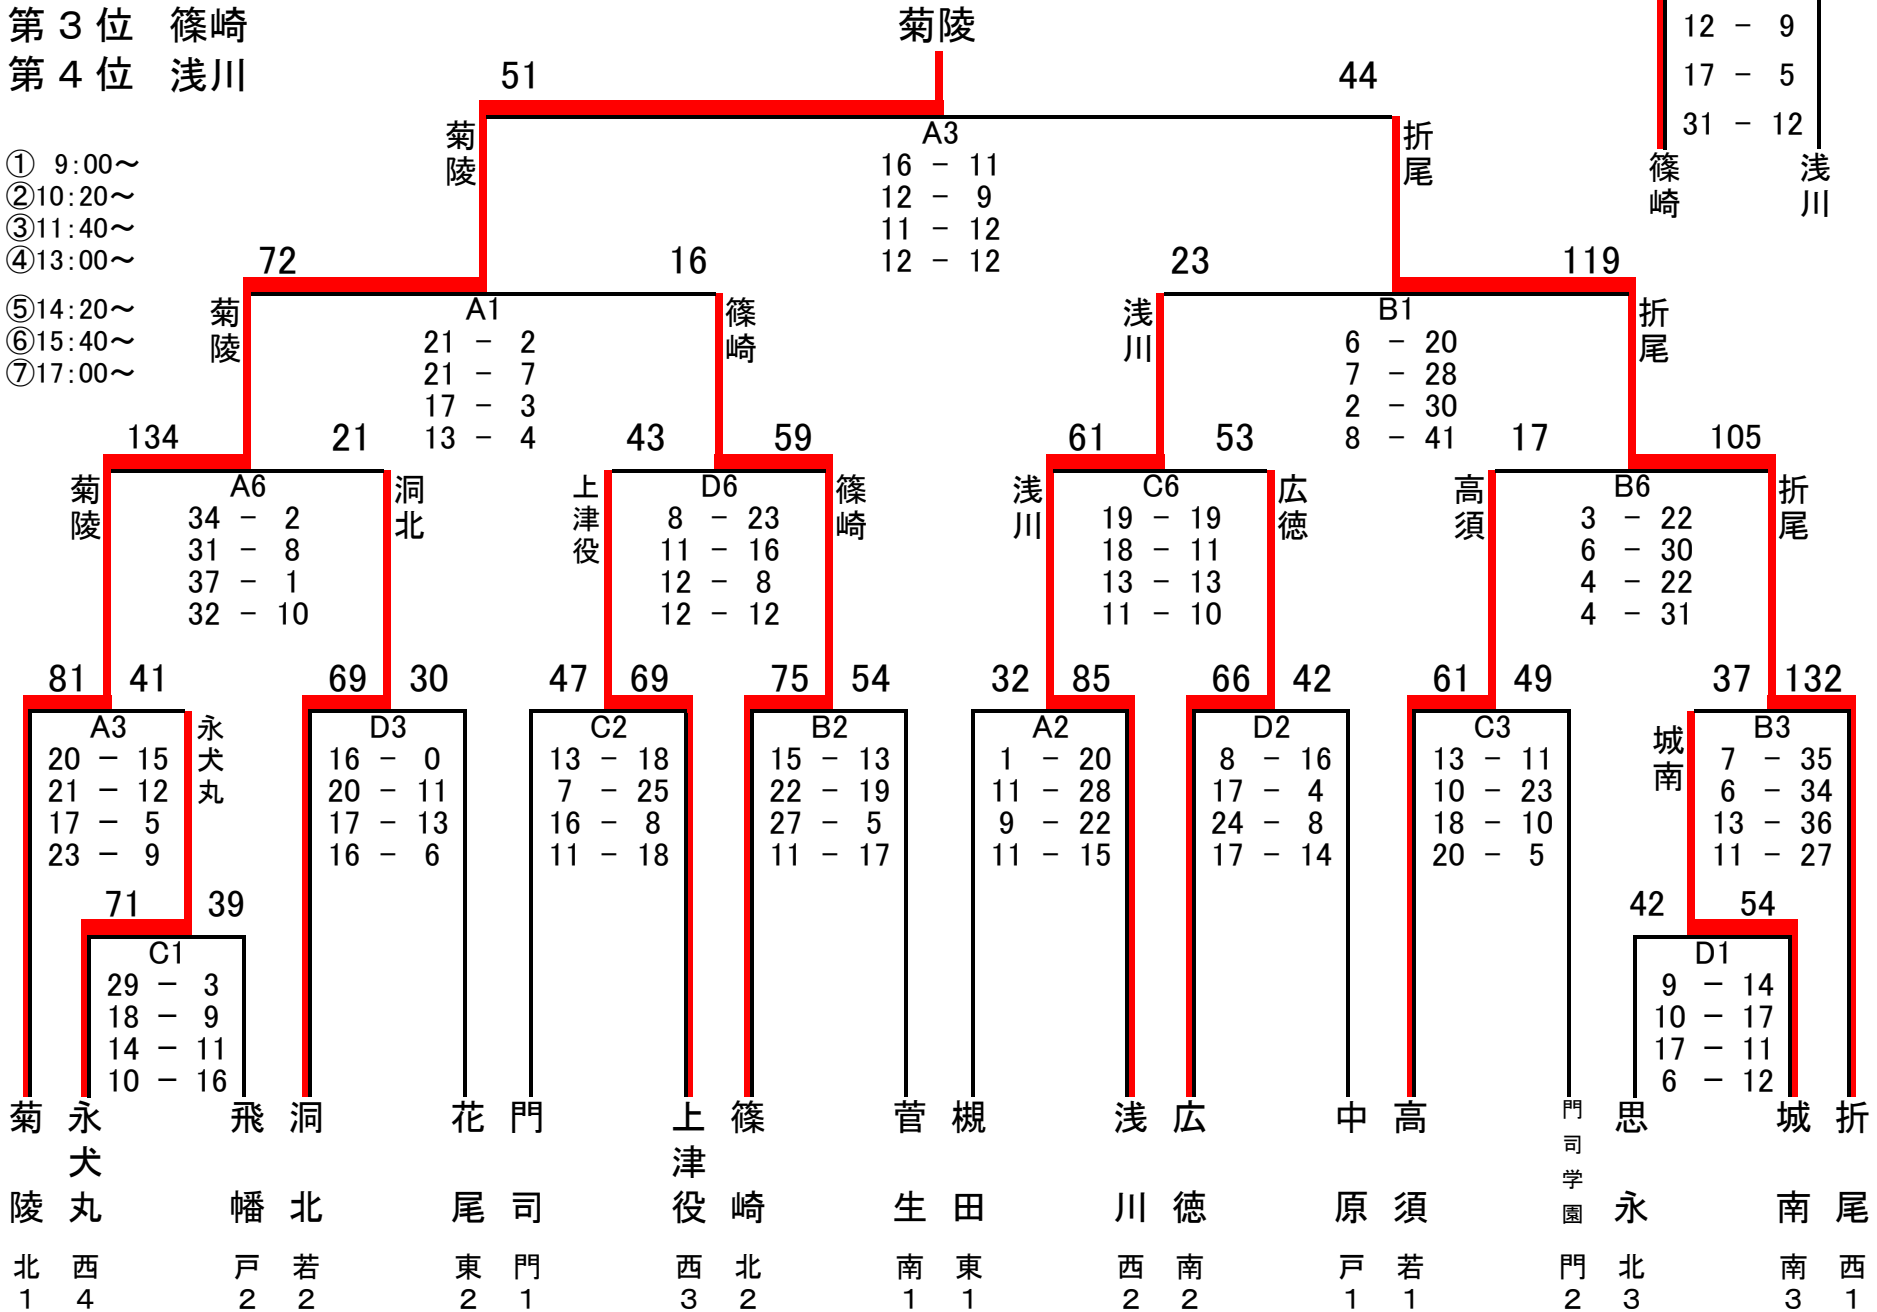 第３位 篠崎
第４位 浅川
菊陵
12 － 9
17 － 5
31 － 12
篠崎
浅川
① 9:00～
②10:20～
③11:40～
④13:00～
⑤14:20～
⑥15:40～
⑦17:00～
51
44
菊陵
折尾
A3
16 － 11
12 － 9
11 － 12
12 － 12
72
16
23
119
菊陵
篠崎
A1
21 － 2
21 － 7
17 － 3
13 － 4
浅川
折尾
B1
6 － 20
7 － 28
2 － 30
8 － 41
134
21
43
59
61
53
17
105
菊陵
洞北
A6
34 － 2
31 － 8
37 － 1
32 － 10
上津役
篠崎
D6
8 － 23
11 － 16
12 － 8
12 － 12
浅川
広徳
C6
19 － 19
18 － 11
13 － 13
11 － 10
高須
折尾
B6
3 － 22
6 － 30
4 － 22
4 － 31
81
41
69
30
47
69
75
54
32
85
66
42
61
49
37
132
A3
20 － 15
21 － 12
17 － 5
23 － 9
永犬丸
D3
16 － 0
20 － 11
17 － 13
16 － 6
C2
13 － 18
7 － 25
16 － 8
11 － 18
B2
15 － 13
22 － 19
27 － 5
11 － 17
A2
1 － 20
11 － 28
9 － 22
11 － 15
D2
8 － 16
17 － 4
24 － 8
17 － 14
C3
13 － 11
10 － 23
18 － 10
20 － 5
城南
B3
7 － 35
6 － 34
13 － 36
11 － 27
71
39
C1
29 － 3
18 － 9
14 － 11
10 － 16
42
54
D1
9 － 14
10 － 17
17 － 11
6 － 12
菊陵
北1
永犬丸
西4
飛幡
戸2
洞北
若2
花尾
東2
門司
門1
上津役
西3
篠崎
北2
菅生
南1
槻田
東1
浅川
西2
広徳
南2
中原
戸1
高須
若1
門司学園
門2
思永
北3
城南
南3
折尾
西1